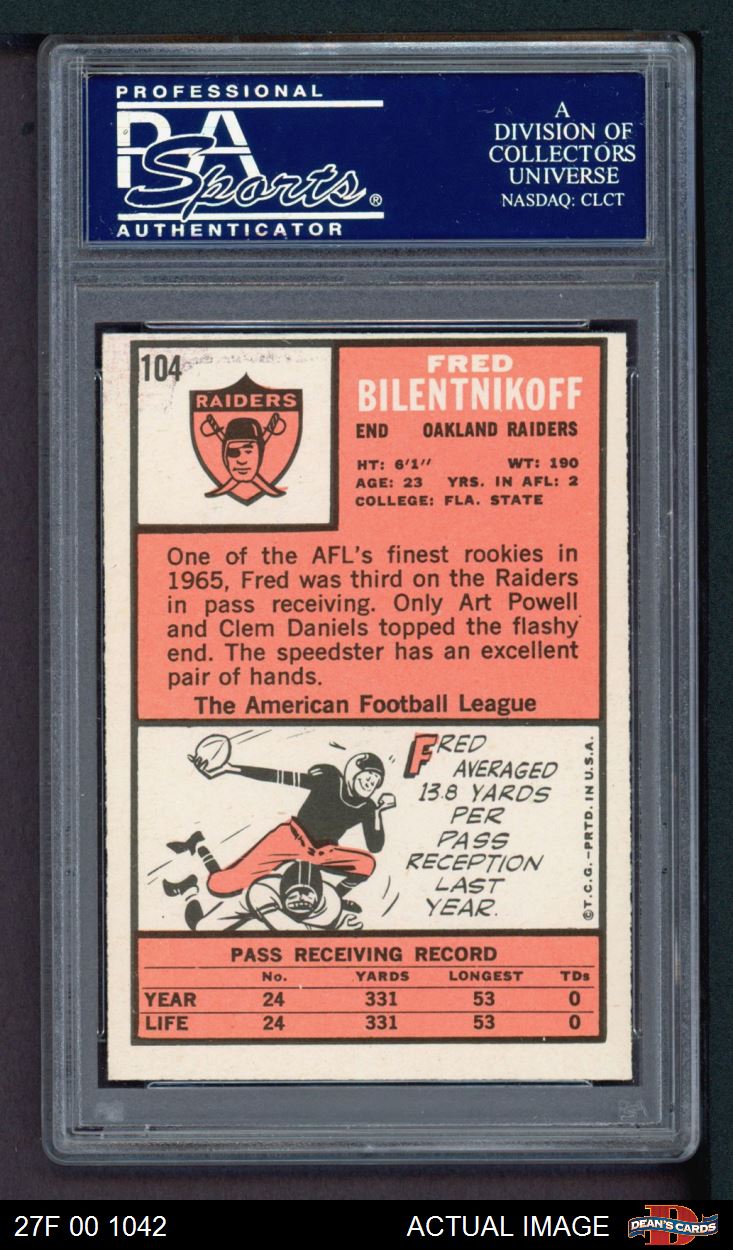 PROFESSIONAL
PSA
Sports®
AUTHENTICATOR
A
DIVISION OF
COLLECTORS
UNIVERSE
NASDAQ: CLCT
104
RAIDERS
FRED
BILENTNIKOFF
END OAKLAND RAIDERS
HT: 6'1" WT: 190
AGE: 23 YRS. IN AFL: 2
COLLEGE: FLA. STATE
One of the AFL's finest rookies in
1965, Fred was third on the Raiders
in pass receiving. Only Art Powell
and Clem Daniels topped the flashy
end. The speedster has an excellent
pair of hands.
The American Football League
FRED
AVERAGED
13.8 YARDS
PER
PASS
RECEPTION
LAST
YEAR.
©T.C.G.–PRTD. IN U.S.A.
PASS RECEIVING RECORD
No. YARDS LONGEST TDs
YEAR 24 331 53 0
LIFE 24 331 53 0
PSA
27F 00 1042 ACTUAL IMAGE DEAN'S CARDS